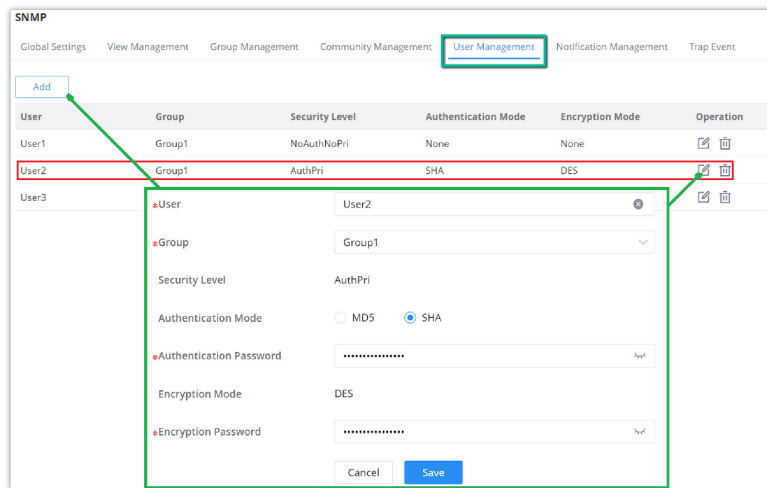 SNMP
Global Settings View Management Group Management Community Management User Management Notification Management Trap Event
Add
User Group Security Level Authentication Mode Encryption Mode Operation
User1 Group1 NoAuthNoPri None None
User2 Group1 AuthPri SHA DES
User3
*User User2
*Group Group1
Security Level AuthPri
Authentication Mode MD5 SHA
*Authentication Password ••••••••••••••••
Encryption Mode DES
*Encryption Password ••••••••••••••••
Cancel Save